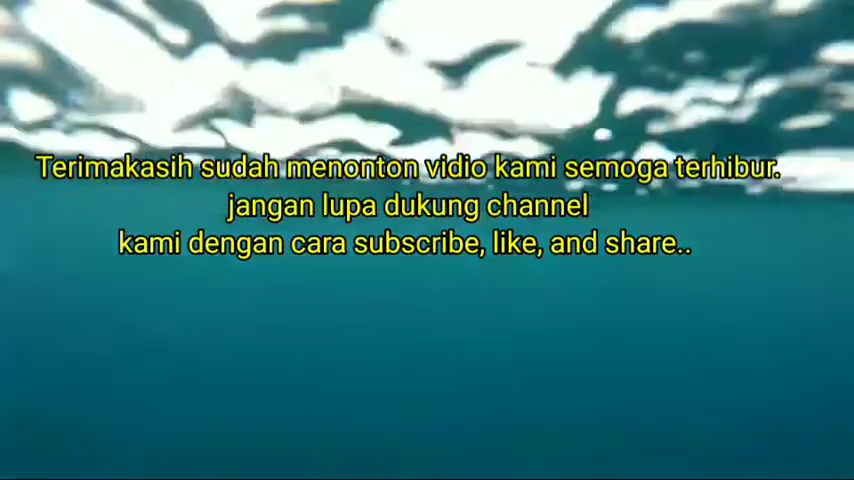 Terimakasih sudah menonton vidio kami semoga terhibur.
jangan lupa dukung channel
kami dengan cara subscribe, like, and share..